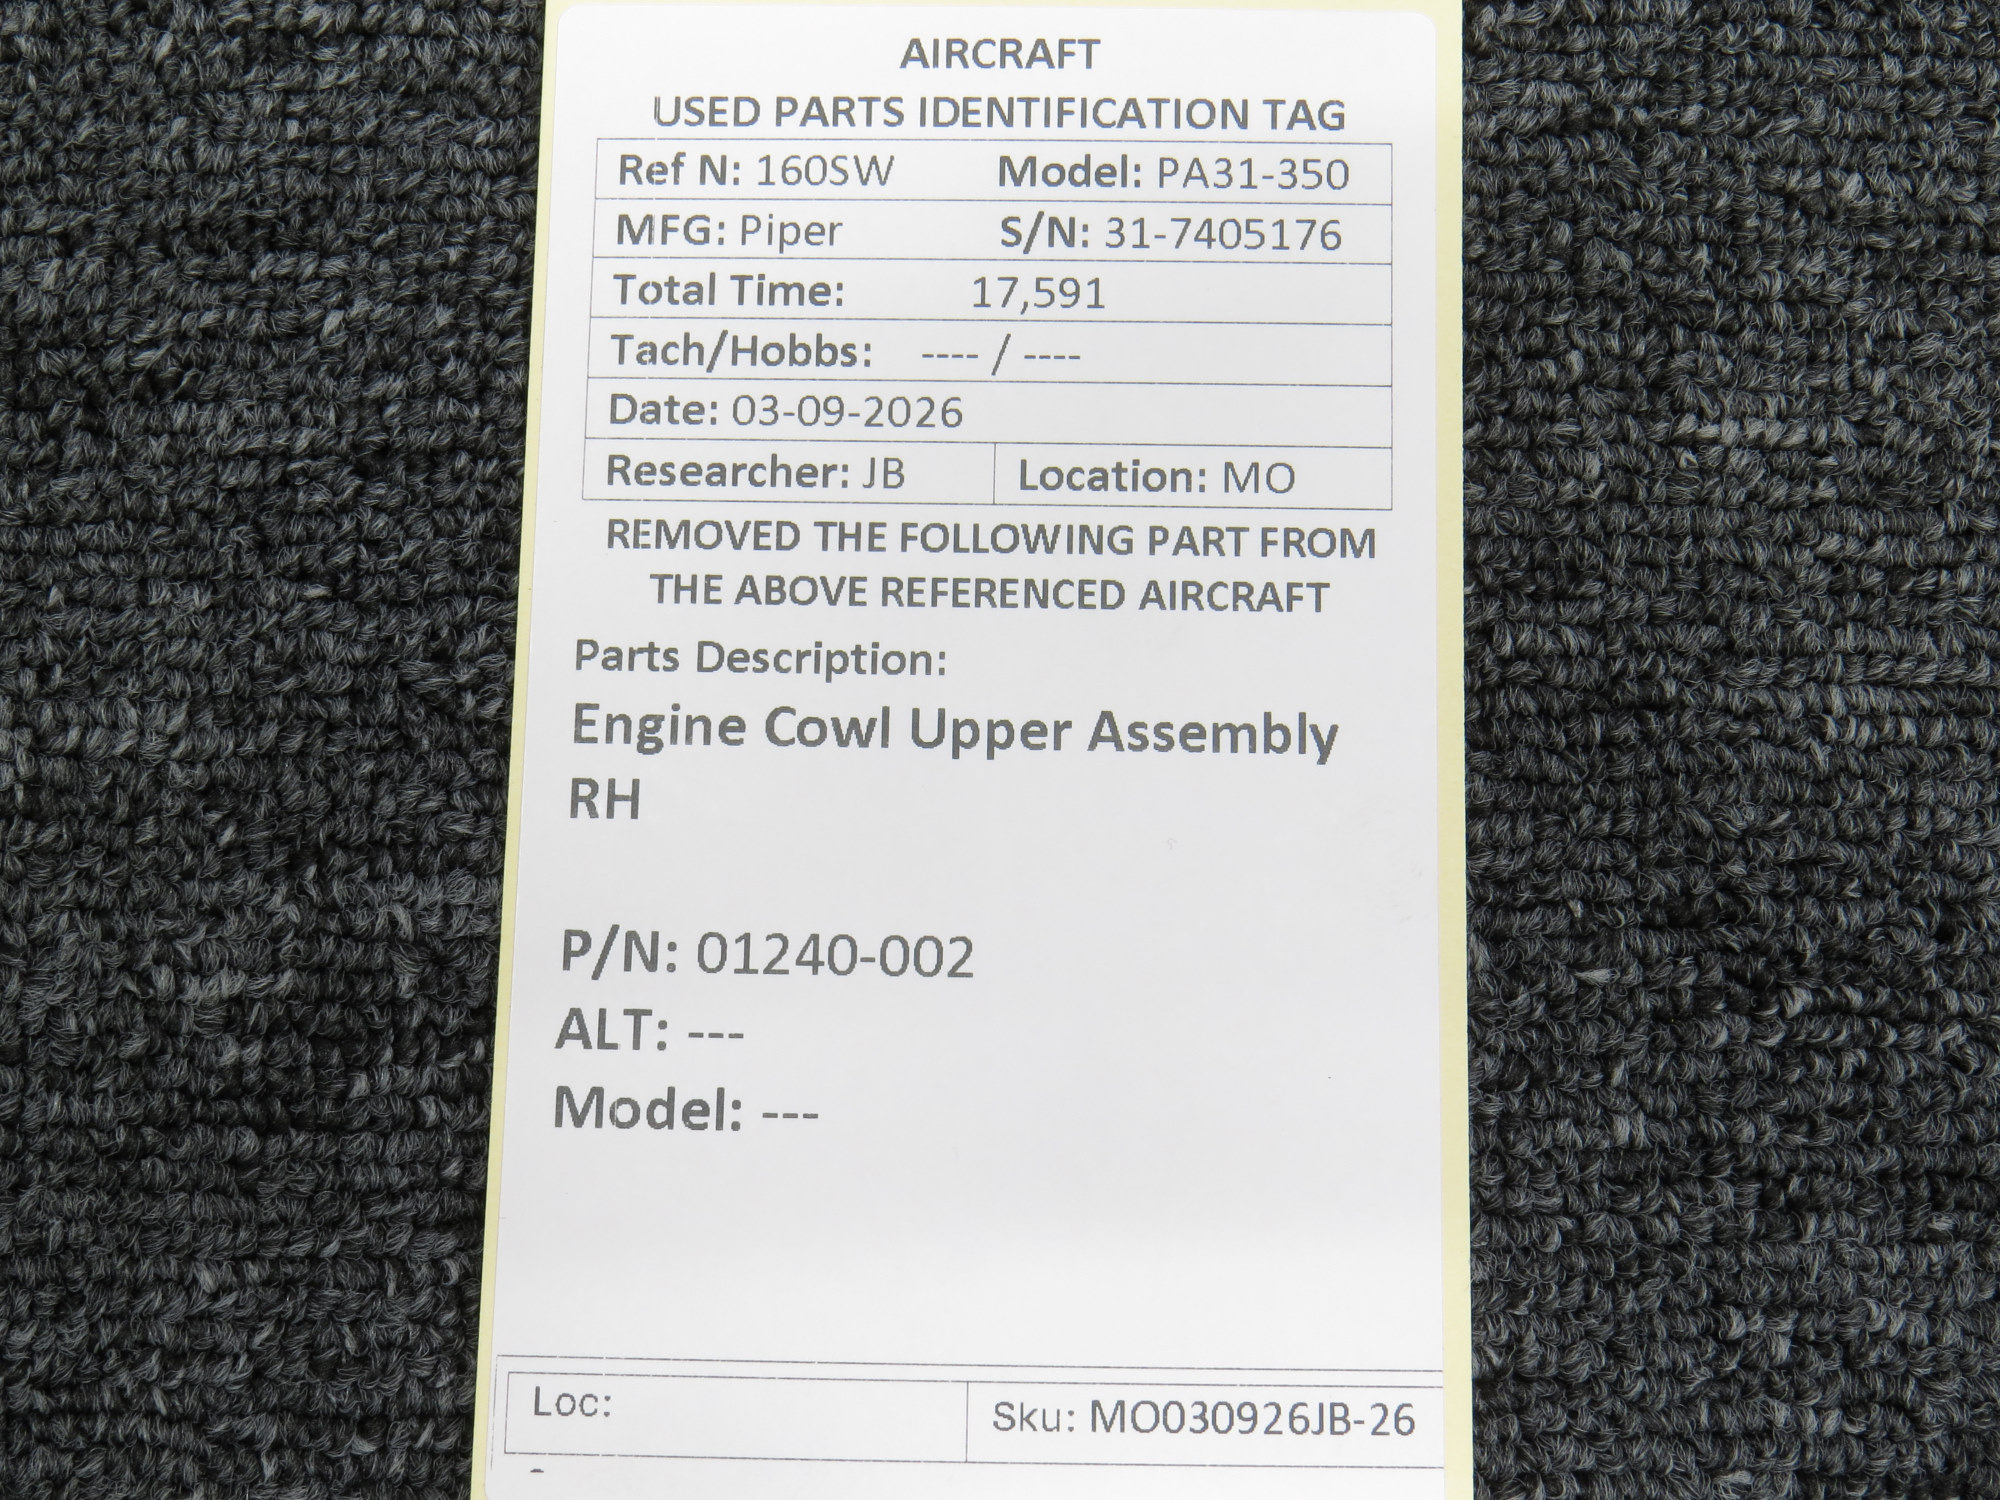 AIRCRAFT
USED PARTS IDENTIFICATION TAG
Ref N: 160SW Model: PA31-350
MFG: Piper S/N: 31-7405176
Total Time: 17,591
Tach/Hobbs: ---- / ----
Date: 03-09-2026
Researcher: JB Location: MO
REMOVED THE FOLLOWING PART FROM
THE ABOVE REFERENCED AIRCRAFT
Parts Description:
Engine Cowl Upper Assembly
RH
P/N: 01240-002
ALT: ---
Model: ---
Loc: Sku: MO030926JB-26